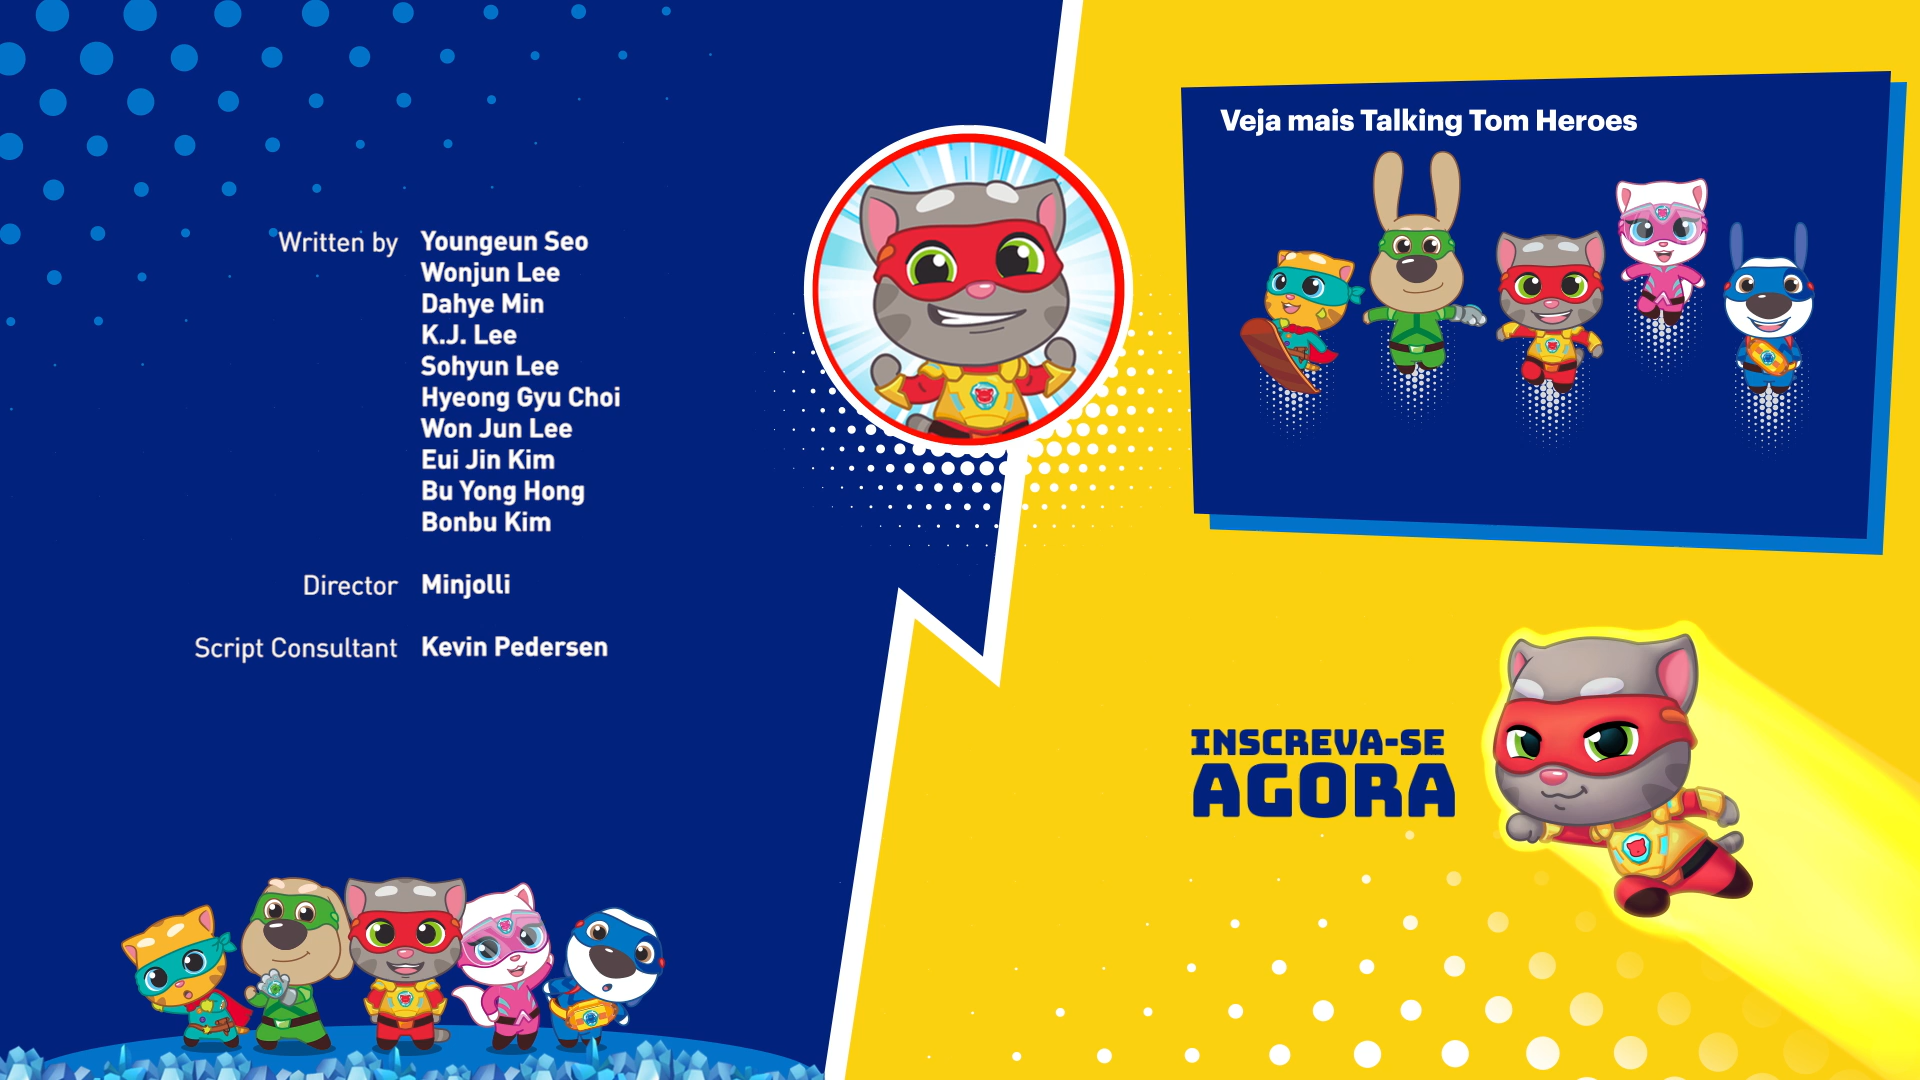 Written by Youngeun Seo
Wonjun Lee
Dahye Min
K.J. Lee
Sohyun Lee
Hyeong Gyu Choi
Won Jun Lee
Eui Jin Kim
Bu Yong Hong
Bonbu Kim
Director Minjolli
Script Consultant Kevin Pedersen
Veja mais Talking Tom Heroes
INSCREVA-SE
AGORA